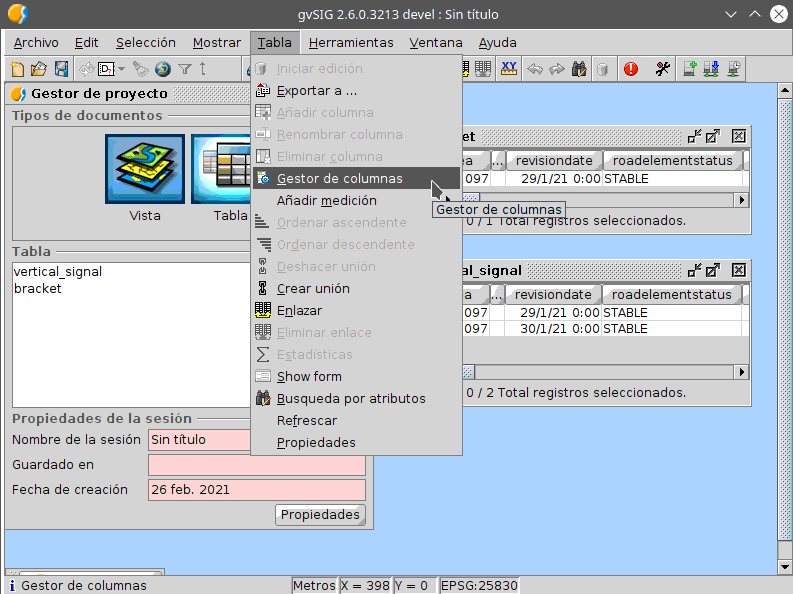 gvSIG 2.6.0.3213 devel : Sin título
Archivo Edit Selección Mostrar Tabla Herramientas Ventana Ayuda
Gestor de proyecto
Tipos de documentos
Vista
Tabla
Tabla
vertical_signal
bracket
Propiedades de la sesión
Nombre de la sesión Sin título
Guardado en
Fecha de creación 26 feb. 2021
Propiedades
Iniciar edición
Exportar a ...
Añadir columna
Renombrar columna
Eliminar columna
Gestor de columnas
Añadir medición
Ordenar ascendente
Ordenar descendente
Deshacer unión
Crear unión
Enlazar
Eliminar enlace
Estadísticas
Show form
Busqueda por atributos
Refrescar
Propiedades
Gestor de columnas
XY
et
ea ... revisiondate roadelementstatus
097 29/1/21 0:00 STABLE
0 / 1 Total registros seleccionados.
al_signal
a ... revisiondate roadelementstatus
097 29/1/21 0:00 STABLE
097 30/1/21 0:00 STABLE
0 / 2 Total registros seleccionados.
Gestor de columnas
Metros X = 398 Y = 0 EPSG:25830